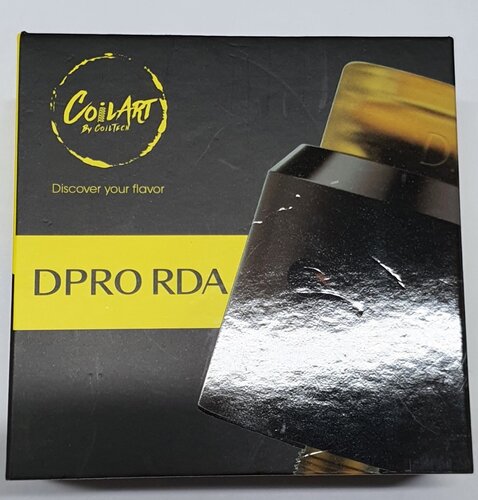 COILART
BY COILTECH
Discover your flavor
DPRO RDA
D